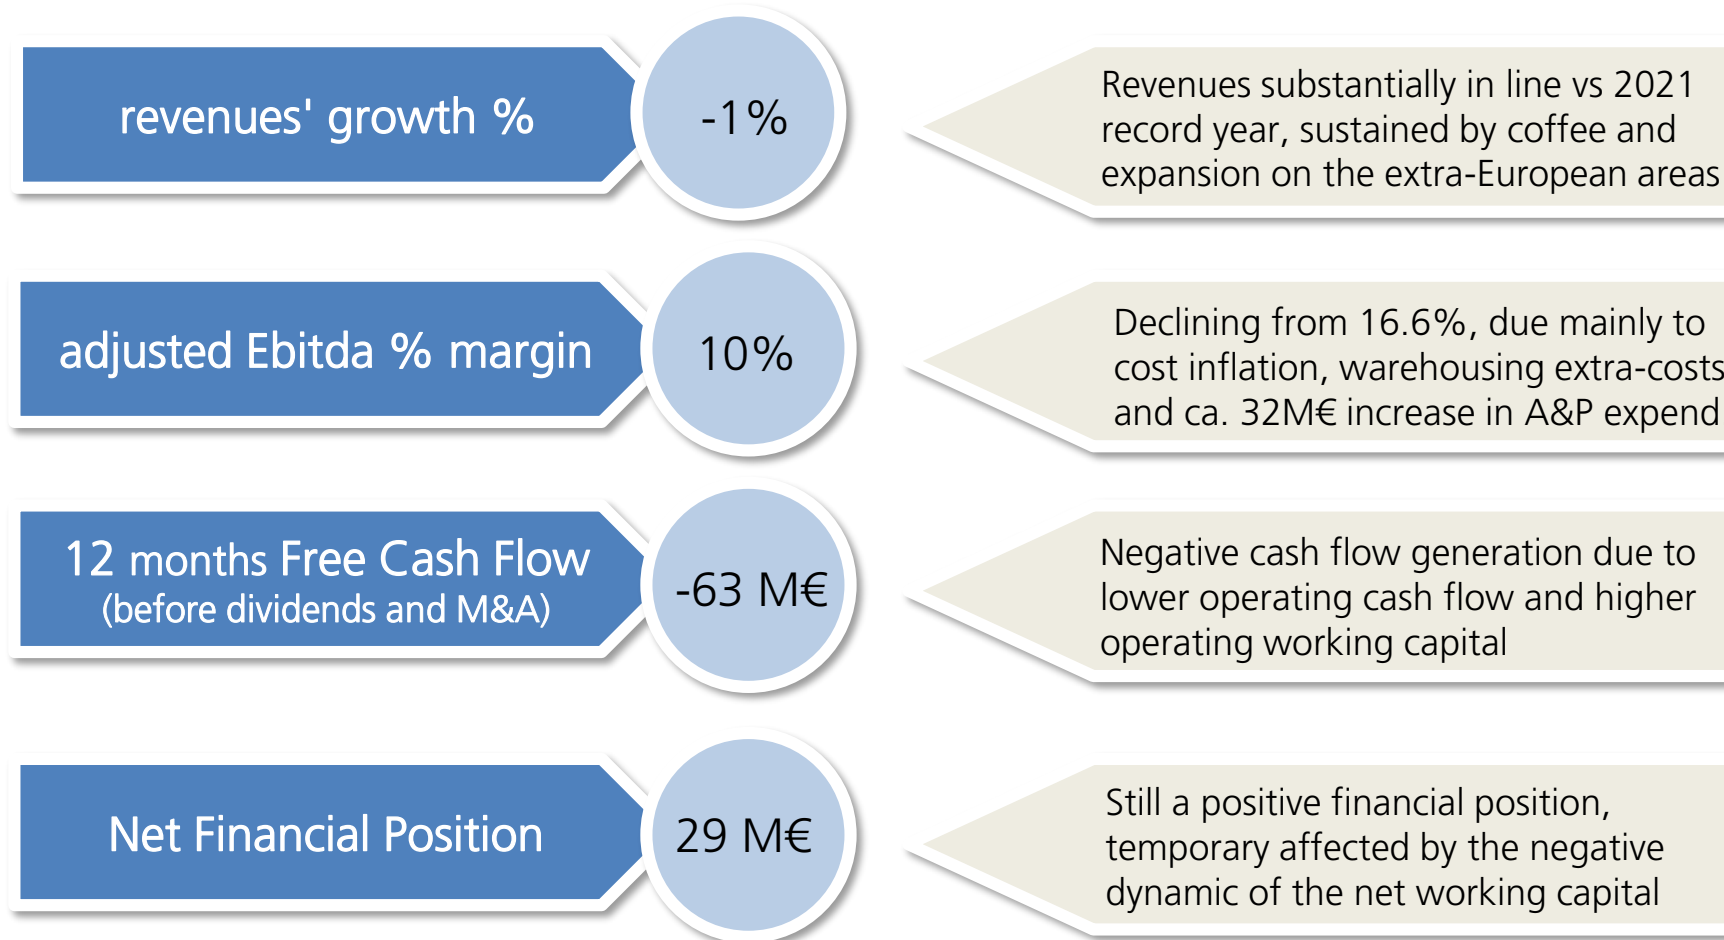 revenues' growth %
-1%
Revenues substantially in line vs 2021
record year, sustained by coffee and
expansion on the extra-European areas
adjusted Ebitda % margin
10%
Declining from 16.6%, due mainly to
cost inflation, warehousing extra-costs
and ca. 32M€ increase in A&P expend
12 months Free Cash Flow
(before dividends and M&A)
-63 M€
Negative cash flow generation due to
lower operating cash flow and higher
operating working capital
Net Financial Position
29 M€
Still a positive financial position,
temporary affected by the negative
dynamic of the net working capital